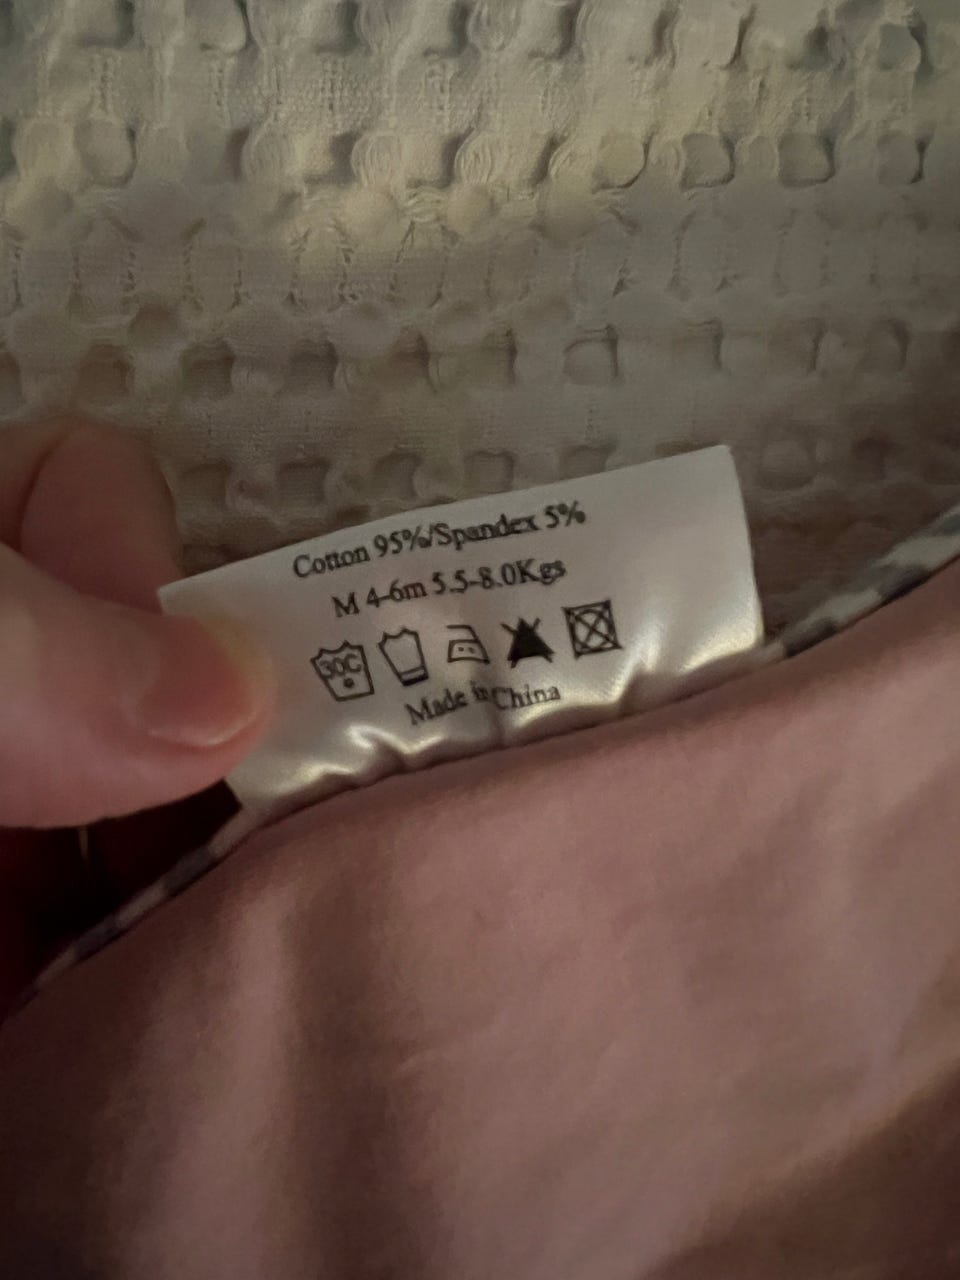 Cotton 95%/Spandex 5%
M 4-6m 5.5-8.0Kgs
30C
Made in China